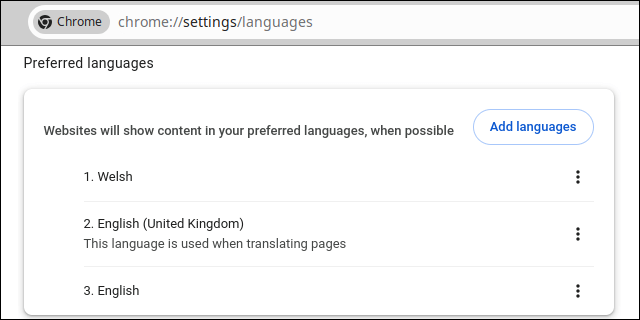 Chrome chrome://settings/languages
Preferred languages
Websites will show content in your preferred languages, when possible
Add languages
1. Welsh
2. English (United Kingdom)
This language is used when translating pages
3. English